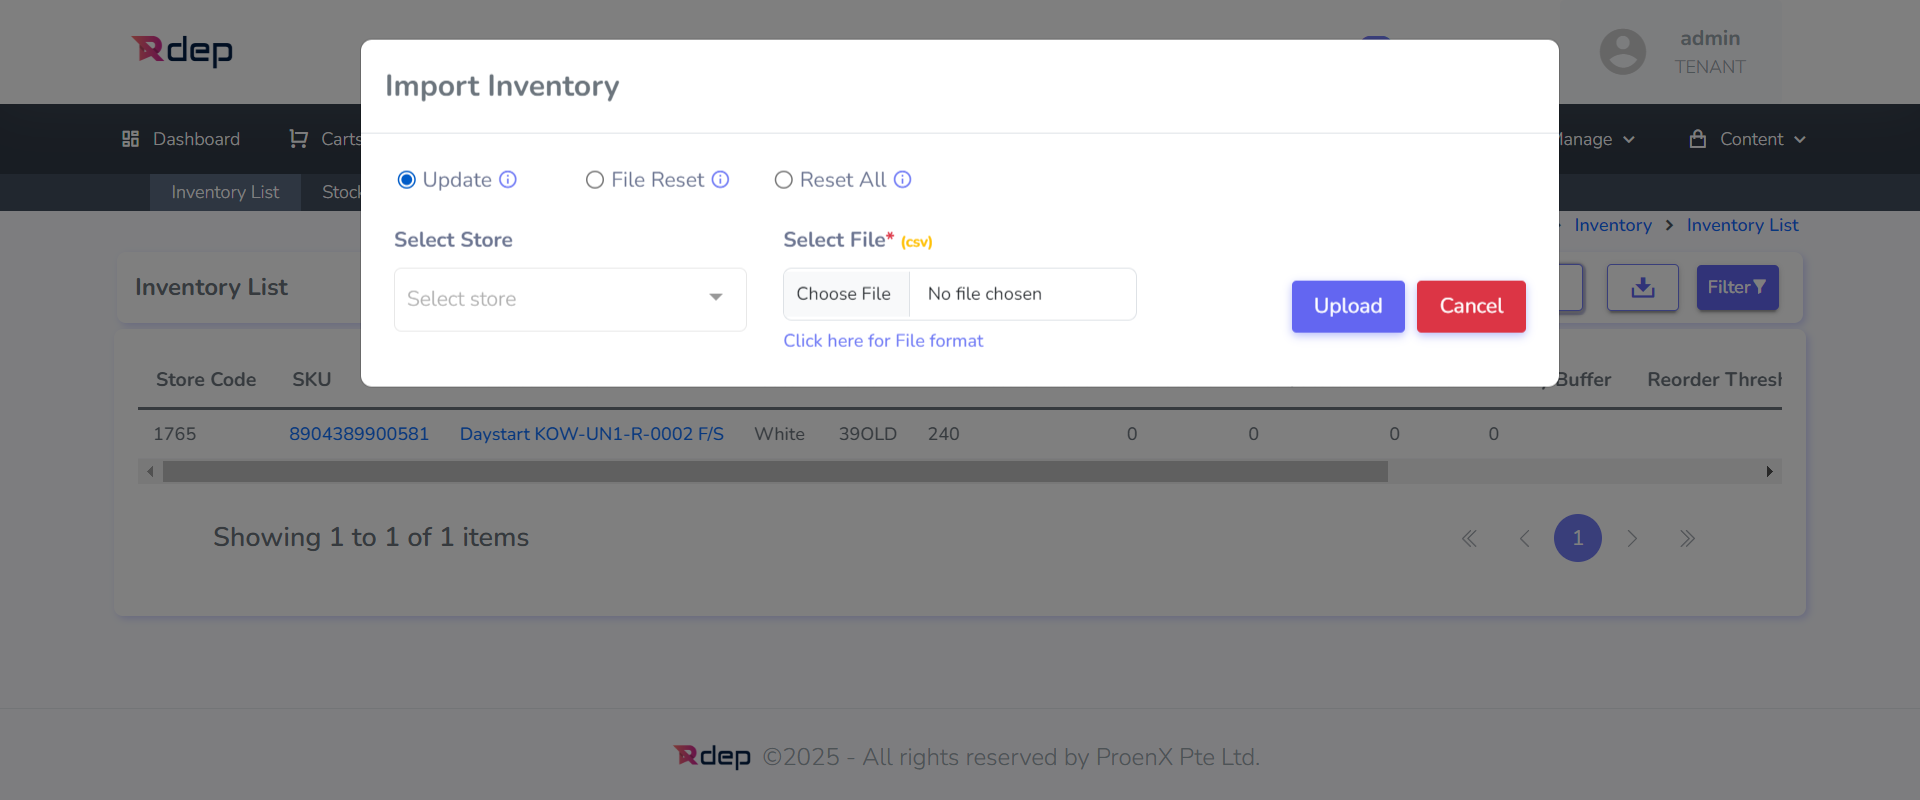 Rdep
admin
TENANT
Import Inventory
Dashboard
Carts
Manage
Content
Inventory List
Stock
Update
File Reset
Reset All
Inventory > Inventory List
Select Store
Select File* (csv)
Inventory List
Select store
Choose File
No file chosen
Upload
Cancel
Filter
Click here for File format
Store Code
SKU
Buffer
Reorder Thresh
1765
8904389900581
Daystart KOW-UN1-R-0002 F/S
White
39OLD
240
0
0
0
0
Showing 1 to 1 of 1 items
1
Rdep ©2025 - All rights reserved by ProenX Pte Ltd.